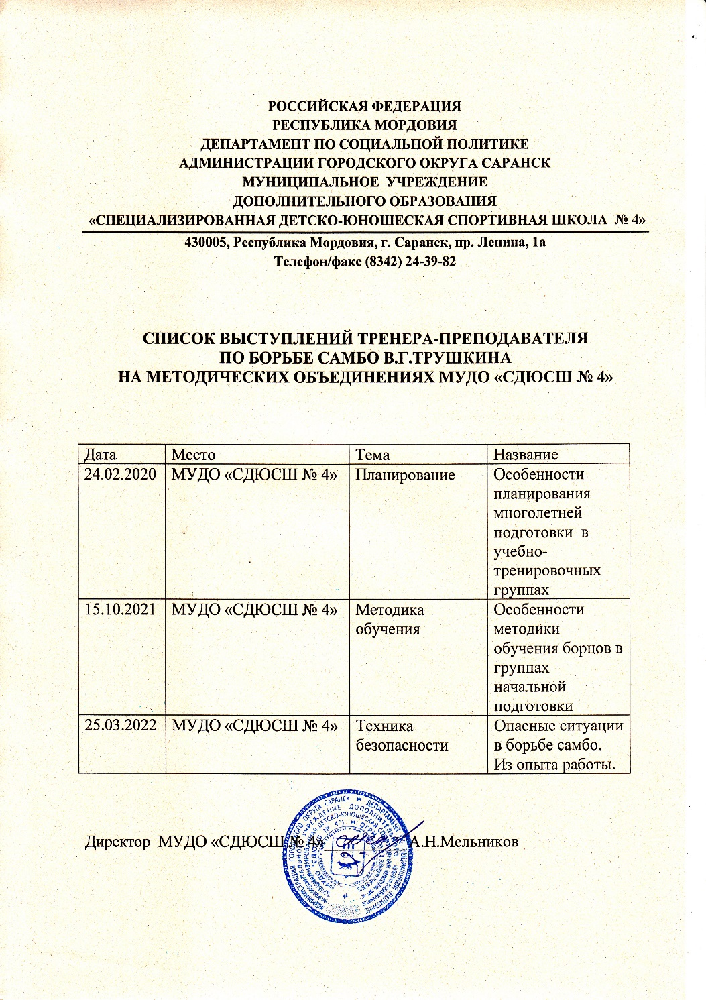 РОССИЙСКАЯ ФЕДЕРАЦИЯ
РЕСПУБЛИКА МОРДОВИЯ
ДЕПАРТАМЕНТ ПО СОЦИАЛЬНОЙ ПОЛИТИКЕ
АДМИНИСТРАЦИИ ГОРОДСКОГО ОКРУГА САРАНСК
МУНИЦИПАЛЬНОЕ УЧРЕЖДЕНИЕ
ДОПОЛНИТЕЛЬНОГО ОБРАЗОВАНИЯ
«СПЕЦИАЛИЗИРОВАННАЯ ДЕТСКО-ЮНОШЕСКАЯ СПОРТИВНАЯ ШКОЛА № 4»
430005, Республика Мордовия, г. Саранск, пр. Ленина, 1а
Телефон/факс (8342) 24-39-82
СПИСОК ВЫСТУПЛЕНИЙ ТРЕНЕРА-ПРЕПОДАВАТЕЛЯ
ПО БОРЬБЕ САМБО В.Г.ТРУШКИНА
НА МЕТОДИЧЕСКИХ ОБЪЕДИНЕНИЯХ МУДО «СДЮСШ № 4»
Дата Место Тема Название
24.02.2020 МУДО «СДЮСШ № 4» Планирование Особенности
планирования
многолетней
подготовки в
учебно-
тренировочных
группах
15.10.2021 МУДО «СДЮСШ № 4» Методика Особенности
обучения методики
обучения борцов в
группах
начальной
подготовки
25.03.2022 МУДО «СДЮСШ № 4» Техника Опасные ситуации
безопасности в борьбе самбо.
Из опыта работы.
Директор МУДО «СДЮСШ № 4» А.Н.Мельников